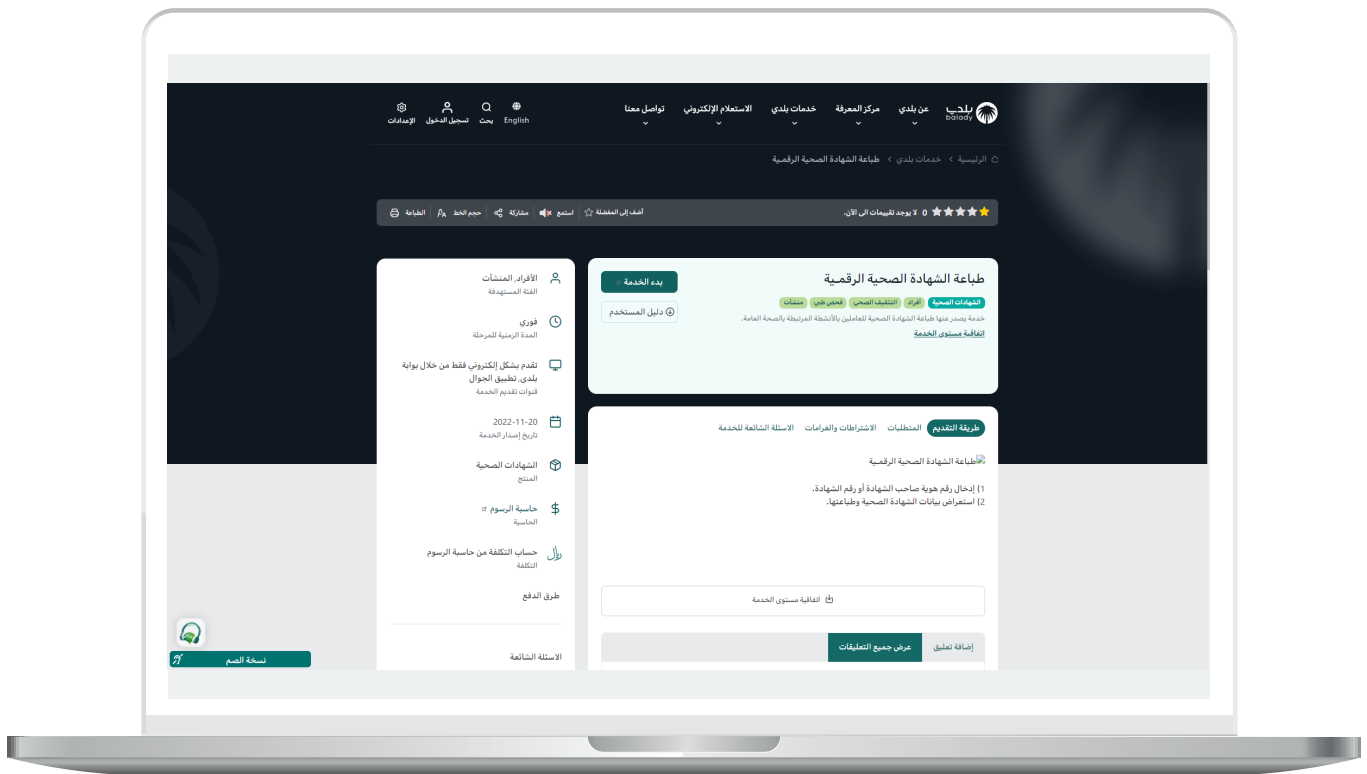 بلدي
balady
عن بلدي
مركز المعرفة
خدمات بلدي
الاستعلام الإلكتروني
تواصل معنا
English
بحث
تسجيل الدخول
الإعدادات
الرئيسية > خدمات بلدي > طباعة الشهادة الصحية الرقمية
0 لا يوجد تقييمات الى الآن.
أضف إلى المفضلة
استمع
مشاركة
حجم الخط
الطباعة
طباعة الشهادة الصحية الرقمية
بدء الخدمة
دليل المستخدم
الشهادات الصحية
أفراد
التثقيف الصحي
فحص طبي
منشآت
خدمة يصدر عنها طباعة الشهادة الصحية للعاملين بالأنشطة المرتبطة بالصحة العامة.
اتفاقية مستوى الخدمة
طريقة التقديم
المتطلبات
الاشتراطات والغرامات
الاسئلة الشائعة للخدمة
طباعة الشهادة الصحية الرقمية
1) إدخال رقم هوية صاحب الشهادة أو رقم الشهادة.
2) استعراض بيانات الشهادة الصحية وطباعتها.
اتفاقية مستوى الخدمة
إضافة تعليق
عرض جميع التعليقات
الأفراد, المنشآت
الفئة المستهدفة
فوري
المدة الزمنية للمرحلة
تقدم بشكل إلكتروني فقط من خلال بوابة
بلدي, تطبيق الجوال
قنوات تقديم الخدمة
2022-11-20
تاريخ إصدار الخدمة
الشهادات الصحية
المنتج
حاسبة الرسوم
الحاسبة
حساب التكلفة من حاسبة الرسوم
التكلفة
طرق الدفع
الاسئلة الشائعة
نسخة الصم